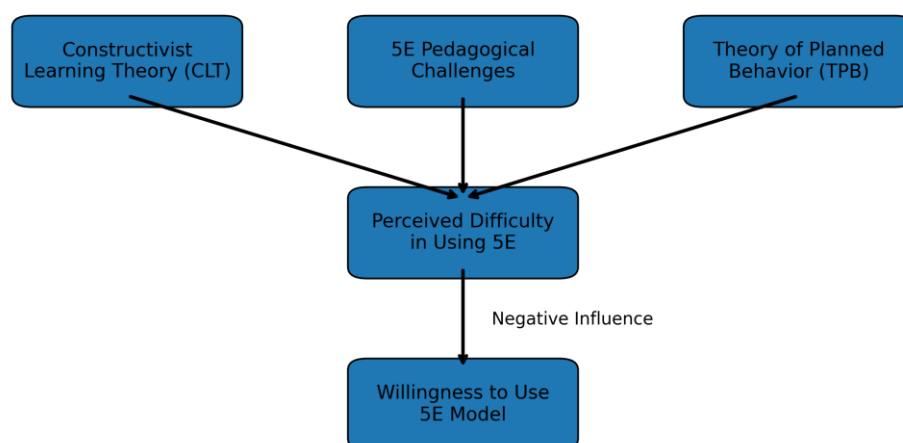 Constructivist
Learning Theory (CLT)
5E Pedagogical
Challenges
Theory of Planned
Behavior (TPB)
Perceived Difficulty
in Using 5E
Negative Influence
Willingness to Use
5E Model